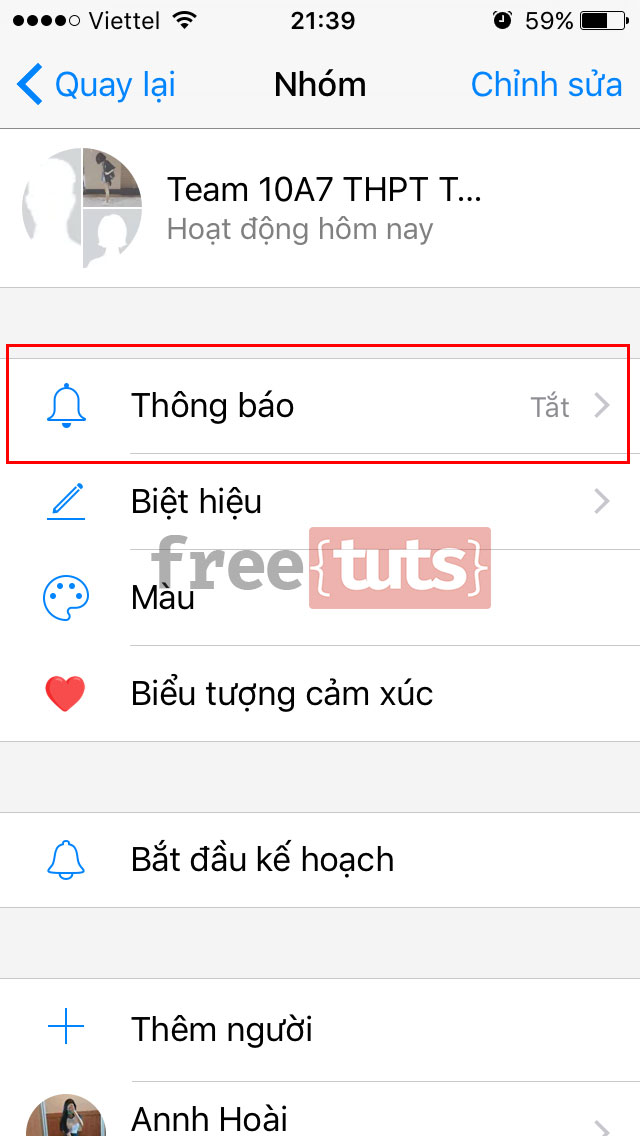 Viettel 21:39 59%
Quay lại Nhóm Chỉnh sửa
Team 10A7 THPT T...
Hoạt động hôm nay
Thông báo Tắt
Biệt hiệu
free{tuts}
Màu
Biểu tượng cảm xúc
Bắt đầu kế hoạch
Thêm người
Annh Hoài